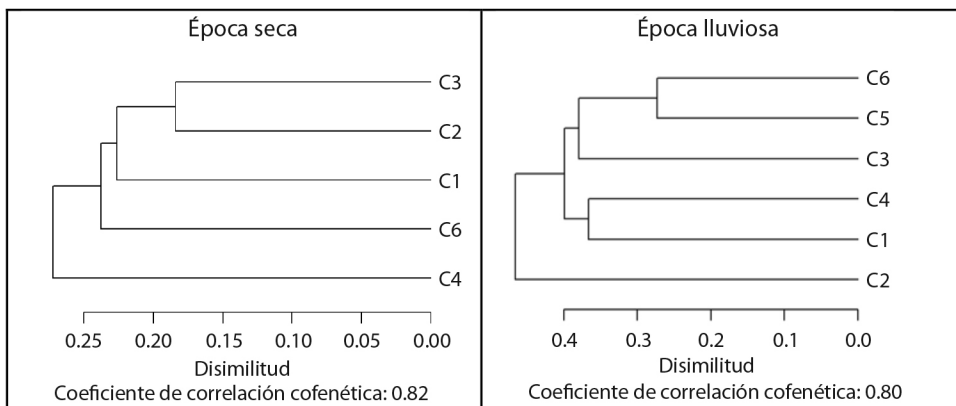 Época seca
C3
C2
C1
C6
C4
0.25 0.20 0.15 0.10 0.05 0.00
Disimilitud
Coeficiente de correlación cofenética: 0.82
Época lluviosa
C6
C5
C3
C4
C1
C2
0.4 0.3 0.2 0.1 0.0
Disimilitud
Coeficiente de correlación cofenética: 0.80